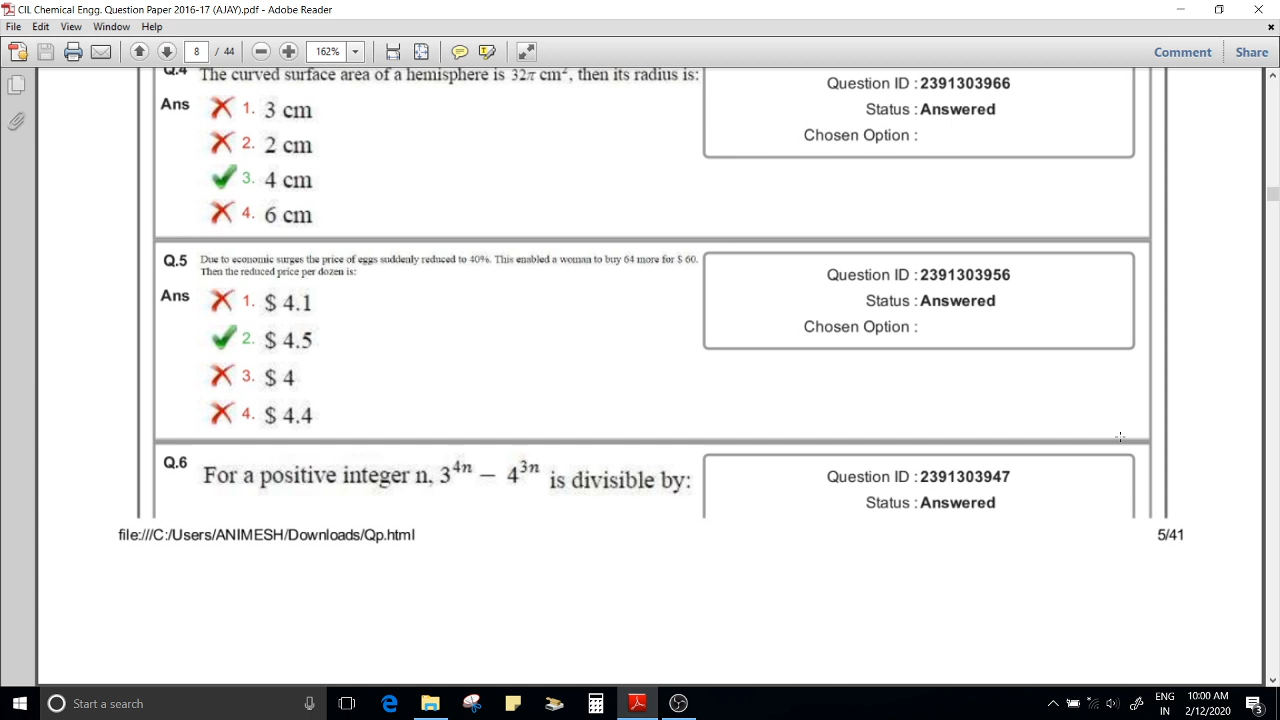 CIL Chemical Engg. Question Paper 2016-17 (AJAY).pdf - Adobe Reader
File Edit View Window Help
8 / 44 162% Comment Share
Q.4 The curved surface area of a hemisphere is 32π cm², then its radius is:
Question ID : 2391303966
Status : Answered
Chosen Option :
Ans 1. 3 cm
2. 2 cm
3. 4 cm
4. 6 cm
Q.5 Due to economic surges the price of eggs suddenly reduced to 40%. This enabled a woman to buy 64 more for $ 60.
Then the reduced price per dozen is:
Question ID : 2391303956
Status : Answered
Chosen Option :
Ans 1. $ 4.1
2. $ 4.5
3. $ 4
4. $ 4.4
Q.6 For a positive integer n, 3⁴ⁿ − 4³ⁿ is divisible by:
Question ID : 2391303947
Status : Answered
file:///C:/Users/ANIMESH/Downloads/Qp.html 5/41
Start a search
ENG
IN
10:00 AM
2/12/2020
3